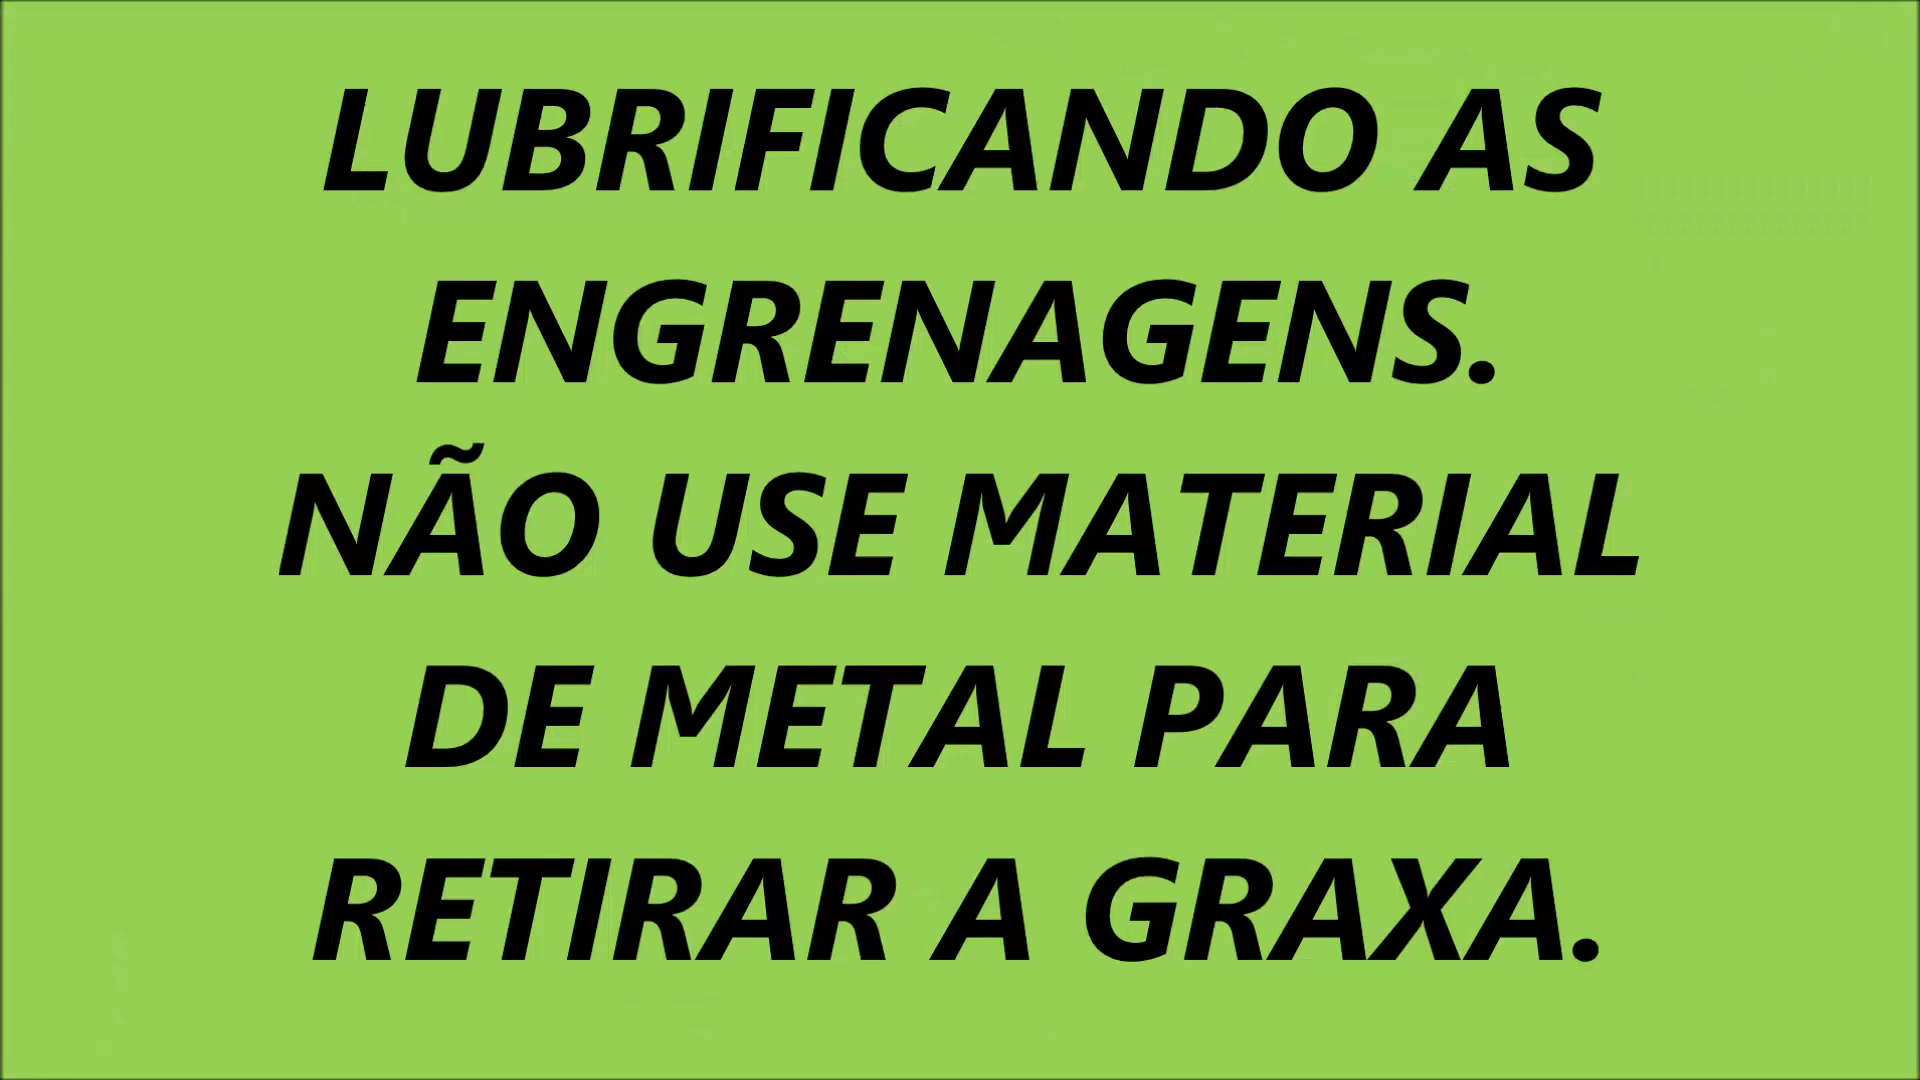 LUBRIFICANDO AS
ENGRENAGENS.
NÃO USE MATERIAL
DE METAL PARA
RETIRAR A GRAXA.